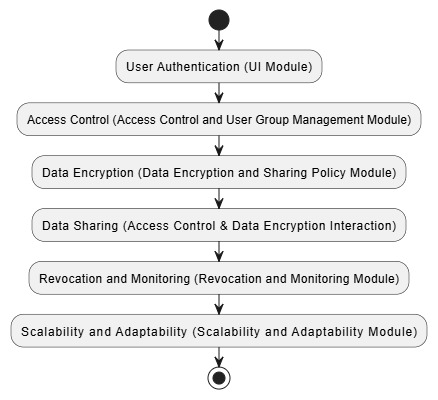 User Authentication (UI Module)
Access Control (Access Control and User Group Management Module)
Data Encryption (Data Encryption and Sharing Policy Module)
Data Sharing (Access Control & Data Encryption Interaction)
Revocation and Monitoring (Revocation and Monitoring Module)
Scalability and Adaptability (Scalability and Adaptability Module)